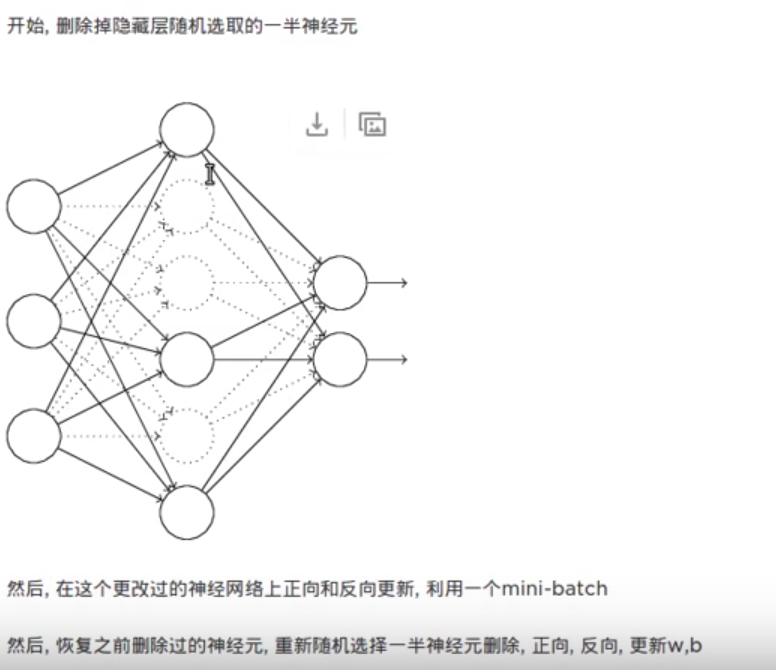 开始, 删除掉隐藏层随机选取的一半神经元
然后, 在这个更改过的神经网络上正向和反向更新, 利用一个mini-batch
然后, 恢复之前删除过的神经元, 重新随机选择一半神经元删除, 正向, 反向, 更新w,b